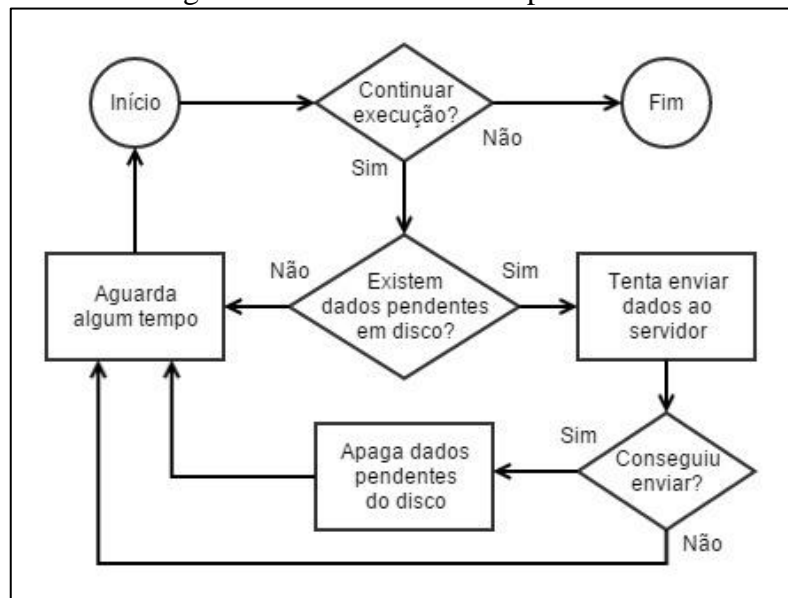 Início
Continuar
execução?
Não
Fim
Sim
Aguarda
algum tempo
Não
Existem
dados pendentes
em disco?
Sim
Tenta enviar
dados ao
servidor
Apaga dados
pendentes
do disco
Sim
Conseguiu
enviar?
Não